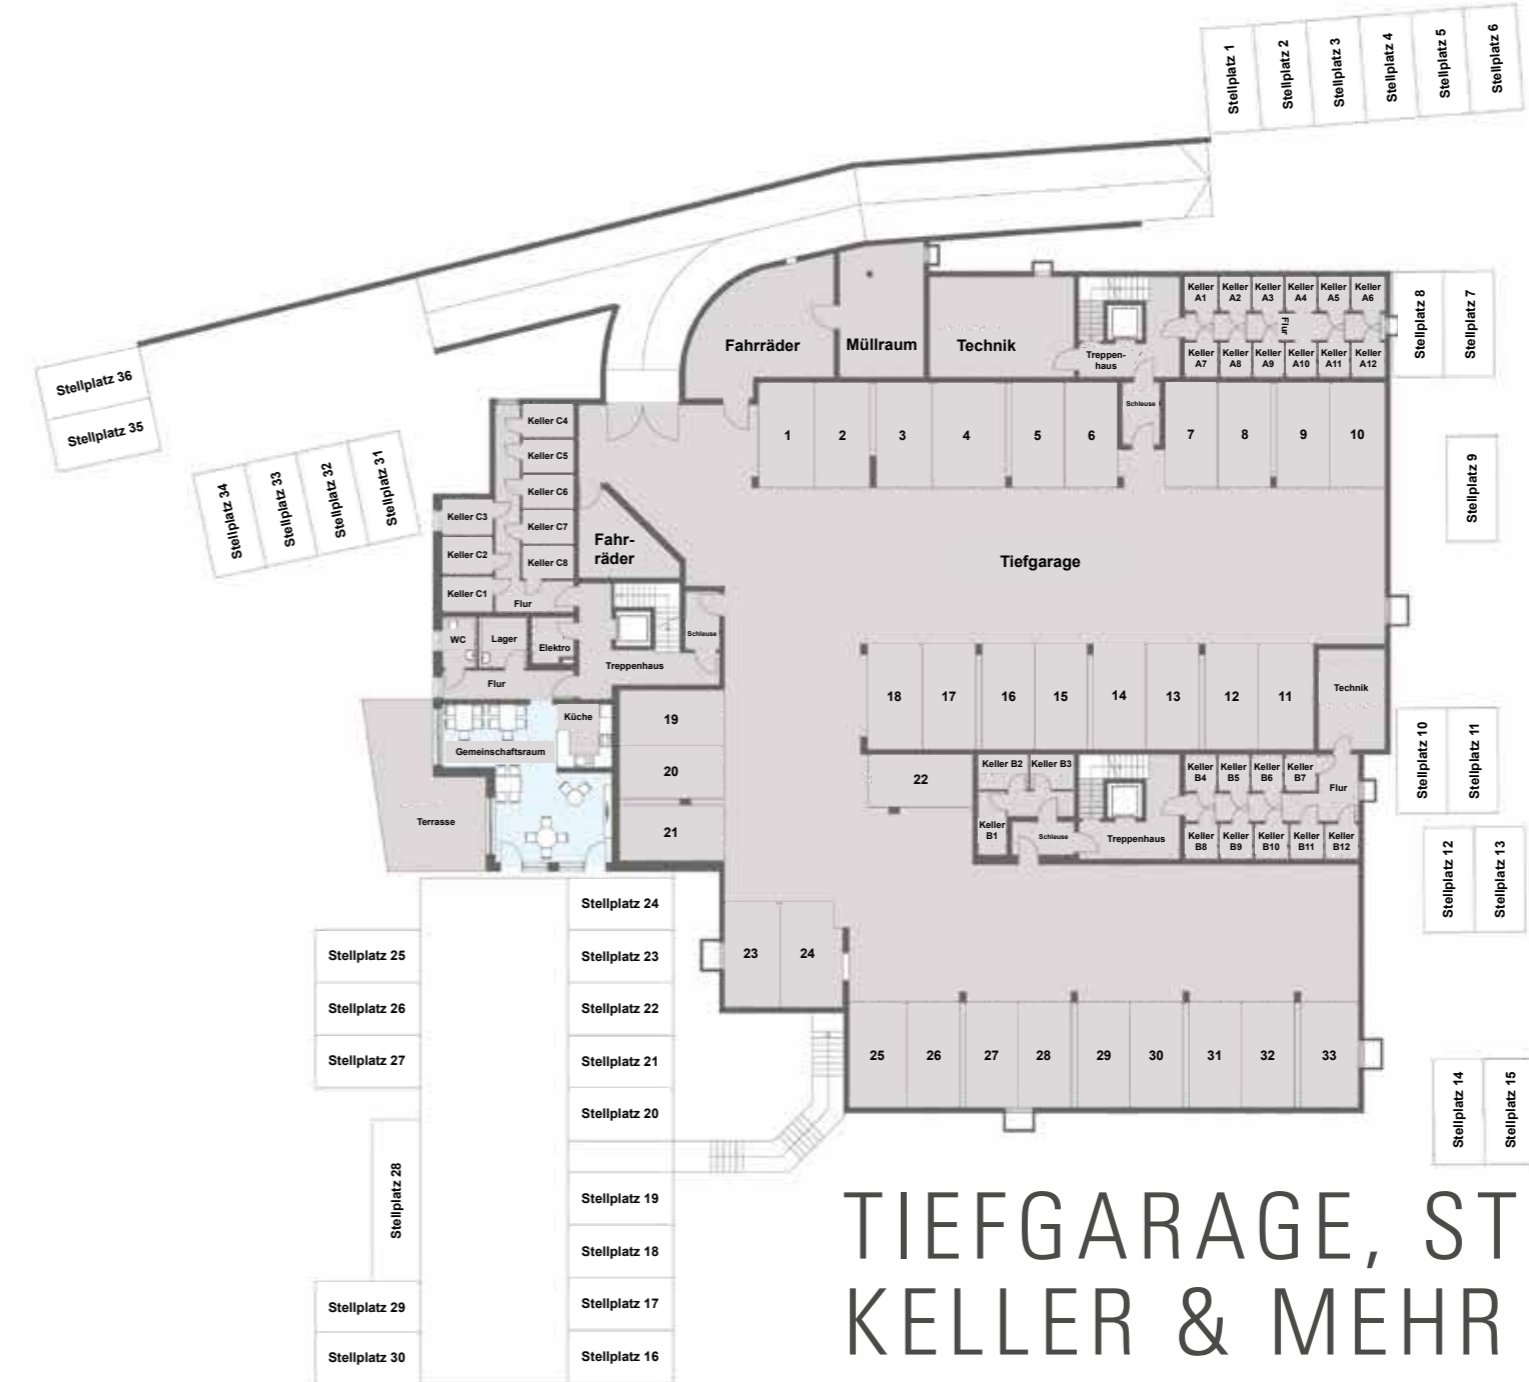 Stellplatz 1
Stellplatz 2
Stellplatz 3
Stellplatz 4
Stellplatz 5
Stellplatz 6
Stellplatz 36
Stellplatz 35
Stellplatz 34
Stellplatz 33
Stellplatz 32
Stellplatz 31
Fahrräder
Müllraum
Technik
Treppen-
haus
Keller
A1
Keller
A2
Keller
A3
Keller
A4
Keller
A5
Keller
A6
Flur
Keller
A7
Keller
A8
Keller
A9
Keller
A10
Keller
A11
Keller
A12
Stellplatz 8
Stellplatz 7
Schleuse
1
2
3
4
5
6
7
8
9
10
Stellplatz 9
Keller C4
Keller C5
Keller C6
Keller C7
Keller C8
Keller C3
Keller C2
Keller C1
Flur
Fahr-
räder
Tiefgarage
WC
Lager
Elektro
Schleuse
Treppenhaus
Flur
Küche
Gemeinschaftsraum
Terrasse
19
20
21
18
17
16
15
14
13
12
11
Technik
22
Keller B2
Keller B3
Keller
B1
Schleuse
Treppenhaus
Keller
B4
Keller
B5
Keller
B6
Keller
B7
Flur
Keller
B8
Keller
B9
Keller
B10
Keller
B11
Keller
B12
Stellplatz 10
Stellplatz 11
Stellplatz 12
Stellplatz 13
23
24
25
26
27
28
29
30
31
32
33
Stellplatz 14
Stellplatz 15
Stellplatz 24
Stellplatz 25
Stellplatz 23
Stellplatz 26
Stellplatz 22
Stellplatz 27
Stellplatz 21
Stellplatz 20
Stellplatz 28
Stellplatz 19
Stellplatz 18
Stellplatz 29
Stellplatz 17
Stellplatz 30
Stellplatz 16
TIEFGARAGE, ST
KELLER & MEHR